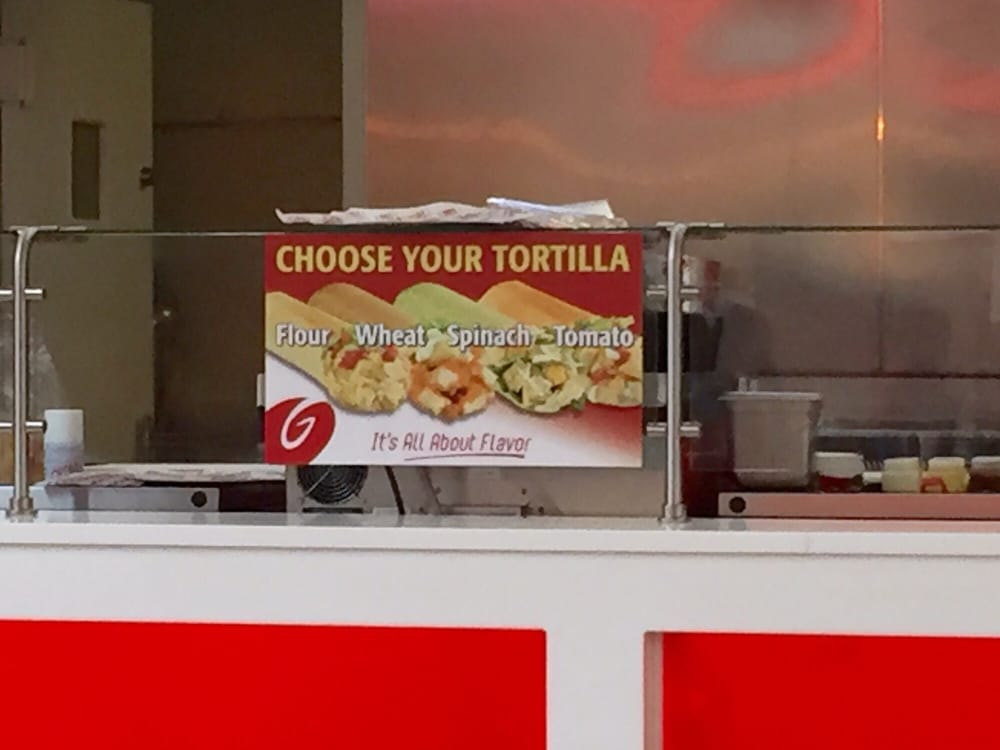 CHOOSE YOUR TORTILLA
Flour Wheat Spinach Tomato
G
It's All About Flavor